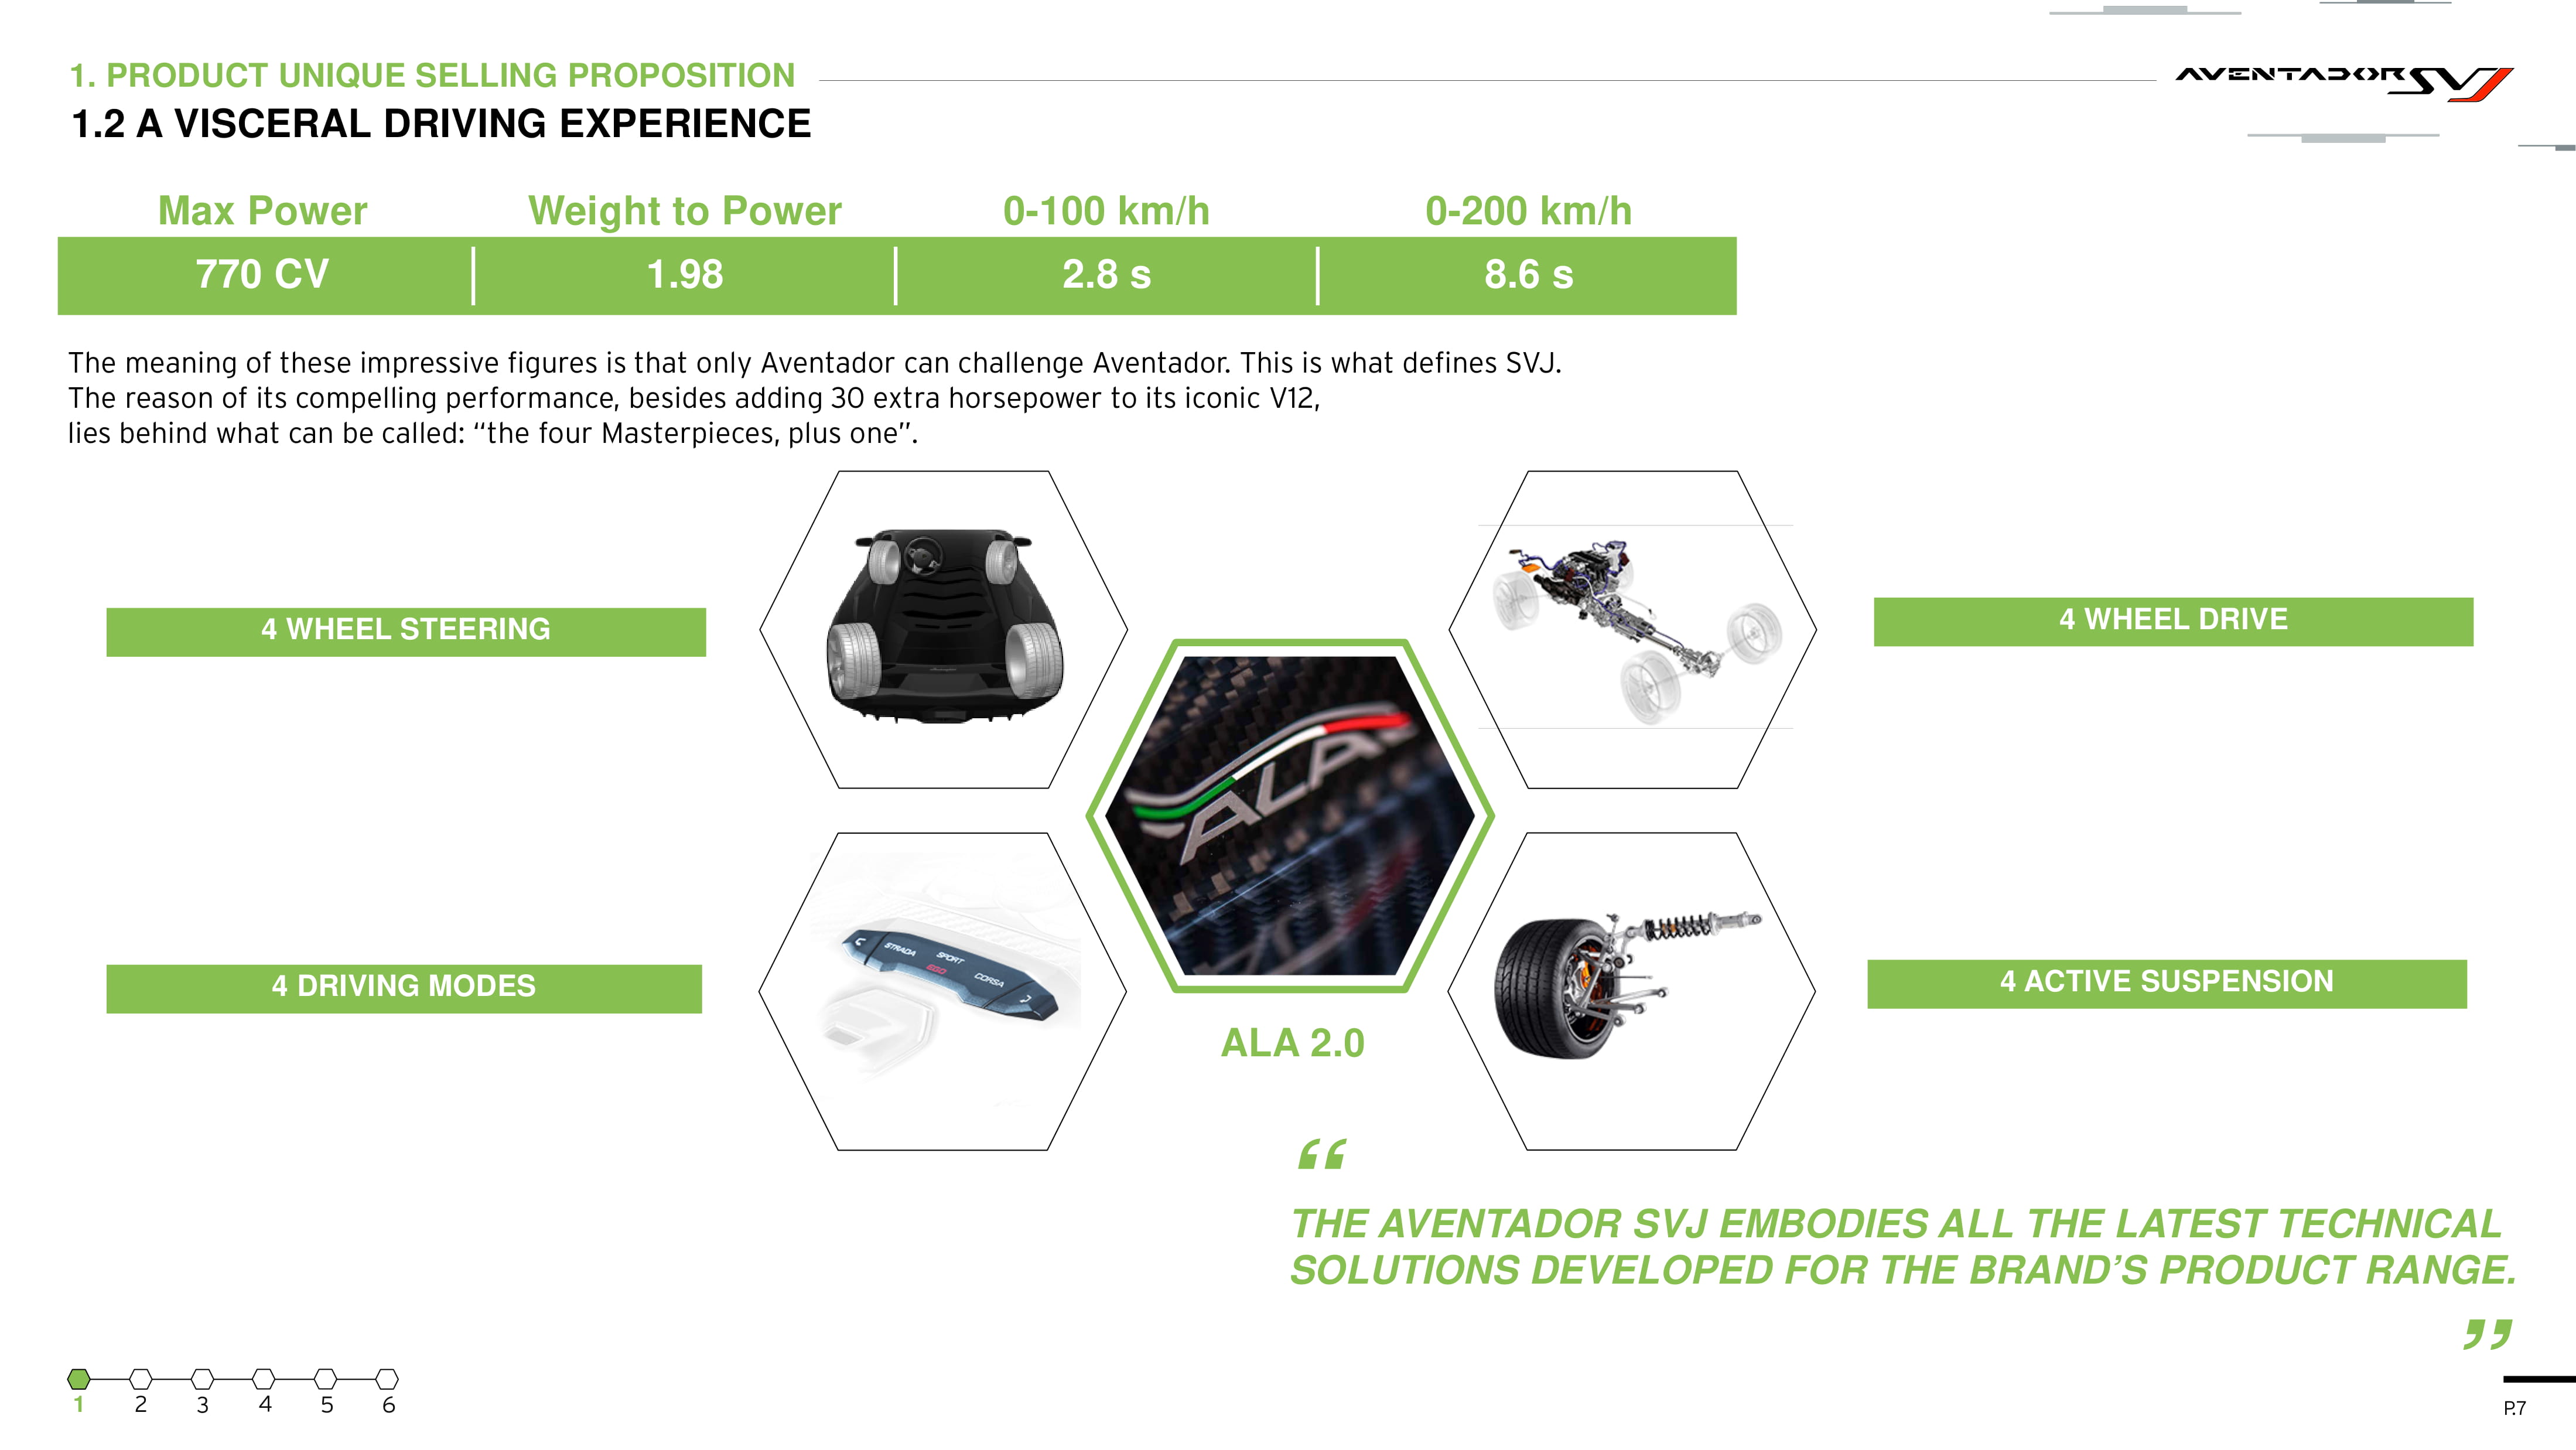 1. PRODUCT UNIQUE SELLING PROPOSITION
AVENTADOR SVJ
1.2 A VISCERAL DRIVING EXPERIENCE
Max Power
Weight to Power
0-100 km/h
0-200 km/h
770 CV
1.98
2.8 s
8.6 s
The meaning of these impressive figures is that only Aventador can challenge Aventador. This is what defines SVJ.
The reason of its compelling performance, besides adding 30 extra horsepower to its iconic V12,
lies behind what can be called: “the four Masterpieces, plus one”.
4 WHEEL STEERING
4 WHEEL DRIVE
ALA
4 DRIVING MODES
STRADA
SPORT
EGO
CORSA
4 ACTIVE SUSPENSION
ALA 2.0
“
THE AVENTADOR SVJ EMBODIES ALL THE LATEST TECHNICAL
SOLUTIONS DEVELOPED FOR THE BRAND’S PRODUCT RANGE.
”
1 2 3 4 5 6
P.7